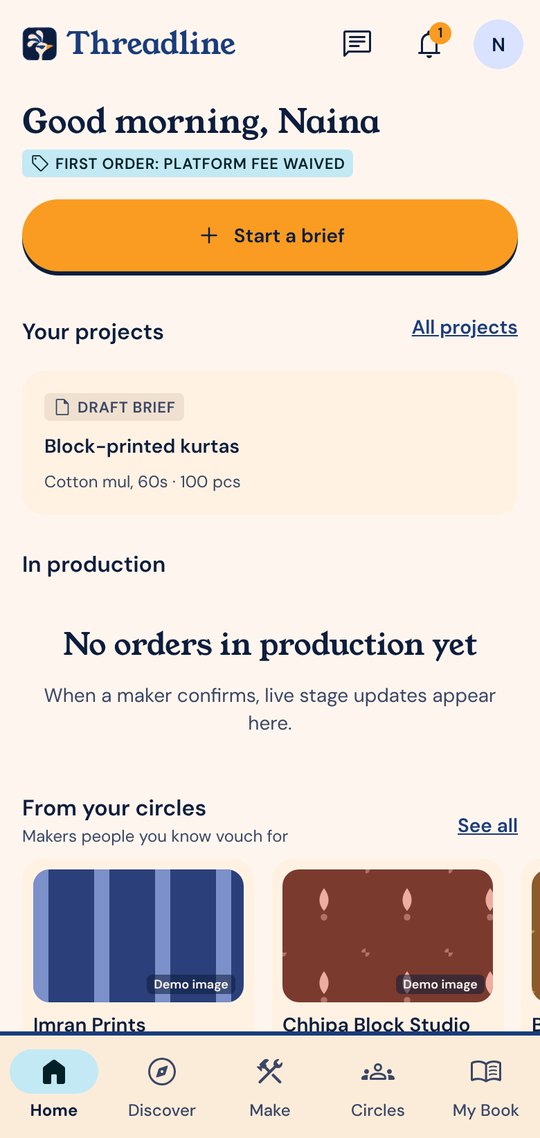 Threadline
1
N
Good morning, Naina
FIRST ORDER: PLATFORM FEE WAIVED
Start a brief
Your projects
All projects
DRAFT BRIEF
Block-printed kurtas
Cotton mul, 60s · 100 pcs
In production
No orders in production yet
When a maker confirms, live stage updates appear
here.
From your circles
Makers people you know vouch for
See all
Demo image
Demo image
Imran Prints
Chhipa Block Studio
Home
Discover
Make
Circles
My Book